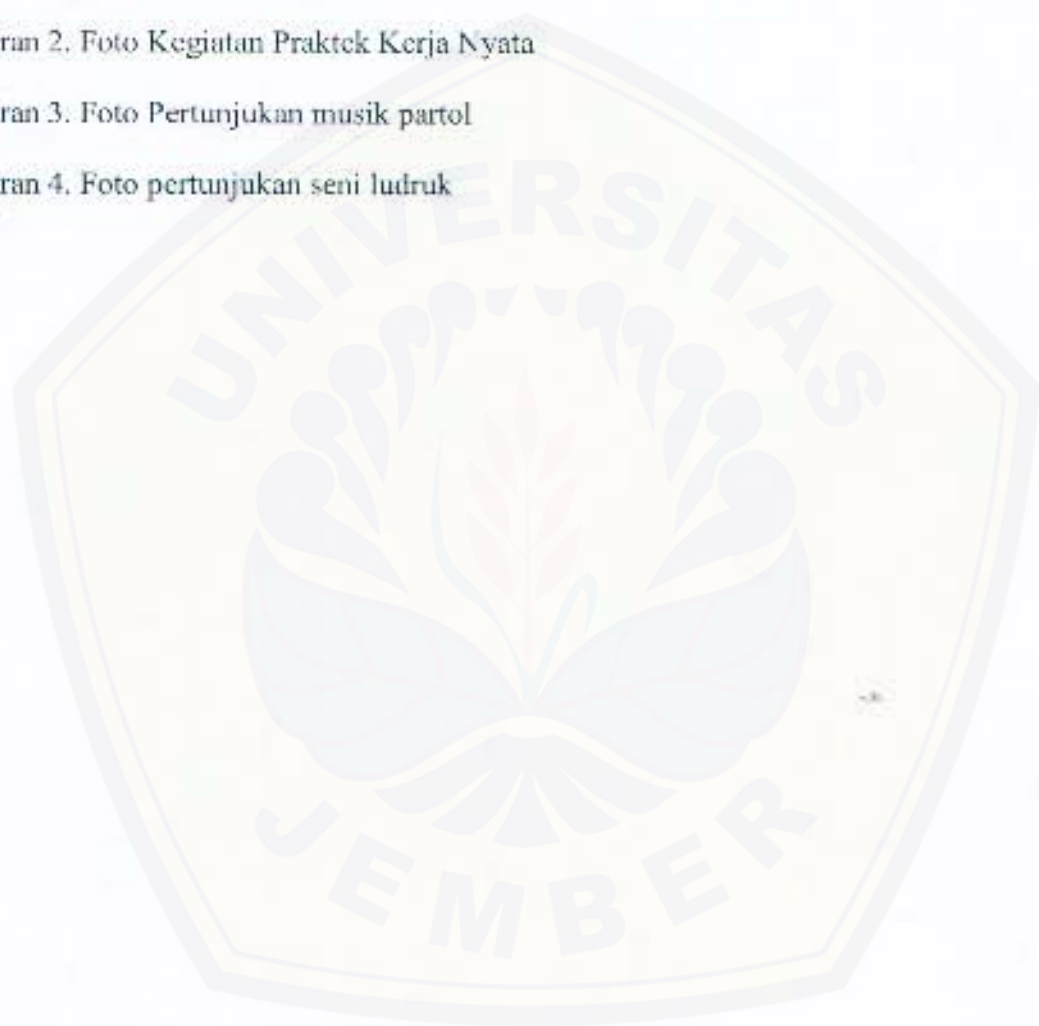 ran 2. Foto Kegiatan Praktek Kerja Nyata
ran 3. Foto Pertunjukan musik partol
ran 4. Foto pertunjukan seni ludruk
UNIVERSITAS
JEMBER